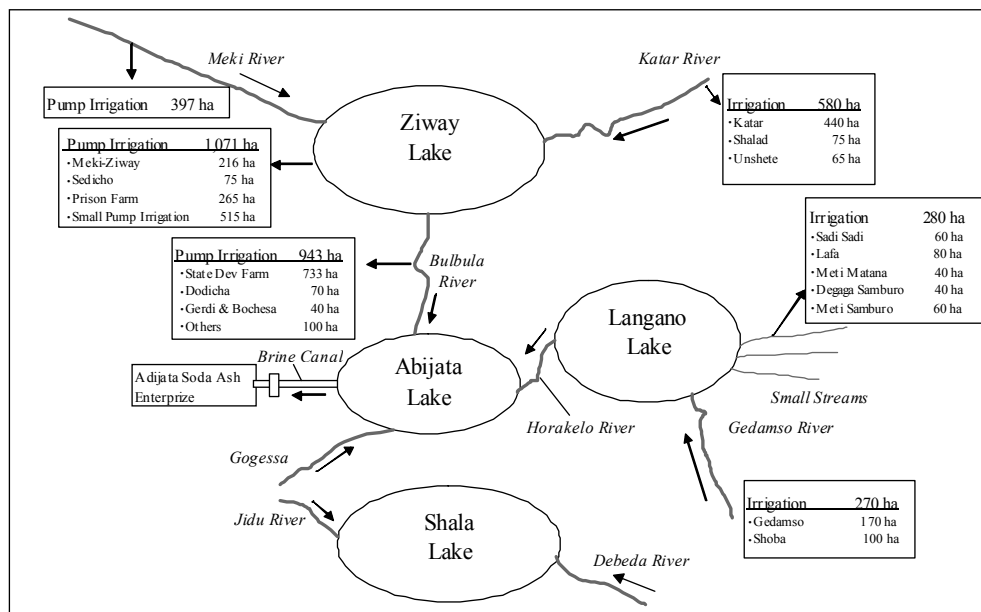 Meki River
Katar River
Pump Irrigation 397 ha
Ziway
Lake
Irrigation 580 ha
・Katar 440 ha
・Shalad 75 ha
・Unshete 65 ha
Pump Irrigation 1,071 ha
・Meki-Ziway 216 ha
・Sedicho 75 ha
・Prison Farm 265 ha
・Small Pump Irrigation 515 ha
Irrigation 280 ha
・Sadi Sadi 60 ha
・Lafa 80 ha
・Meti Matana 40 ha
・Degaga Samburo 40 ha
・Meti Samburo 60 ha
Pump Irrigation 943 ha
・State Dev Farm 733 ha
・Dodicha 70 ha
・Gerdi & Bochesa 40 ha
・Others 100 ha
Bulbula
River
Langano
Lake
Brine Canal
Abijata
Lake
Adijata Soda Ash
Enterprize
Small Streams
Horakelo River
Gedamso River
Gogessa
Irrigation 270 ha
・Gedamso 170 ha
・Shoba 100 ha
Jidu River
Shala
Lake
Debeda River